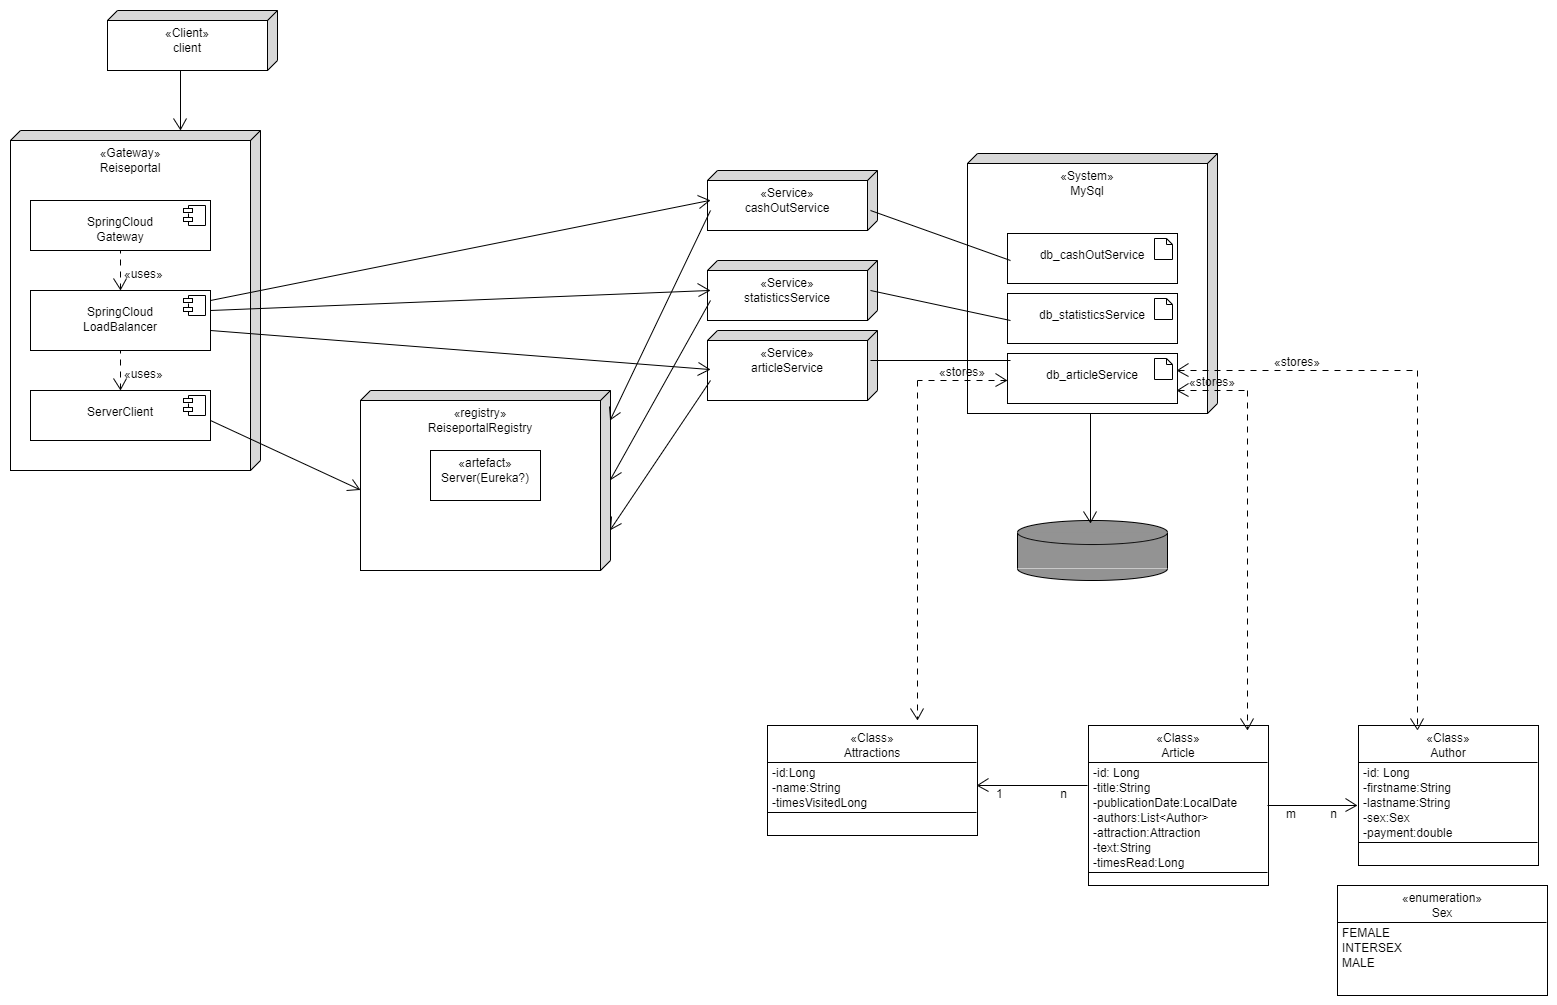 «Client»
client
«Gateway»
Reiseportal
SpringCloud
Gateway
«uses»
SpringCloud
LoadBalancer
«uses»
ServerClient
«registry»
ReiseportalRegistry
«artefact»
Server(Eureka?)
«Service»
cashOutService
«Service»
statisticsService
«Service»
articleService
«System»
MySql
db_cashOutService
db_statisticsService
db_articleService
«stores»
«stores»
«stores»
«Class»
Attractions
-id:Long
-name:String
-timesVisitedLong
1
n
«Class»
Article
-id: Long
-title:String
-publicationDate:LocalDate
-authors:List<Author>
-attraction:Attraction
-text:String
-timesRead:Long
m
n
«Class»
Author
-id: Long
-firstname:String
-lastname:String
-sex:Sex
-payment:double
«enumeration»
Sex
FEMALE
INTERSEX
MALE